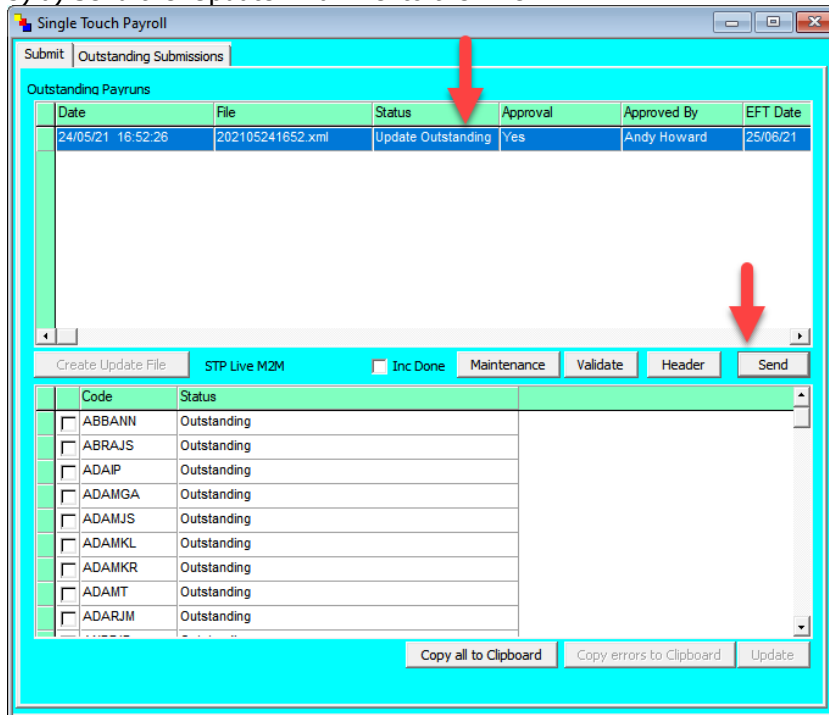 Single Touch Payroll
Submit Outstanding Submissions
Outstanding Payruns
Date File Status Approval Approved By EFT Date
24/05/21 16:52:26 202105241652.xml Update Outstanding Yes Andy Howard 25/06/21
Create Update File STP Live M2M Inc Done Maintenance Validate Header Send
Code Status
ABBANN Outstanding
ABRAJS Outstanding
ADAIP Outstanding
ADAMGA Outstanding
ADAMJS Outstanding
ADAMKL Outstanding
ADAMKR Outstanding
ADAMT Outstanding
ADARJM Outstanding
Copy all to Clipboard Copy errors to Clipboard Update